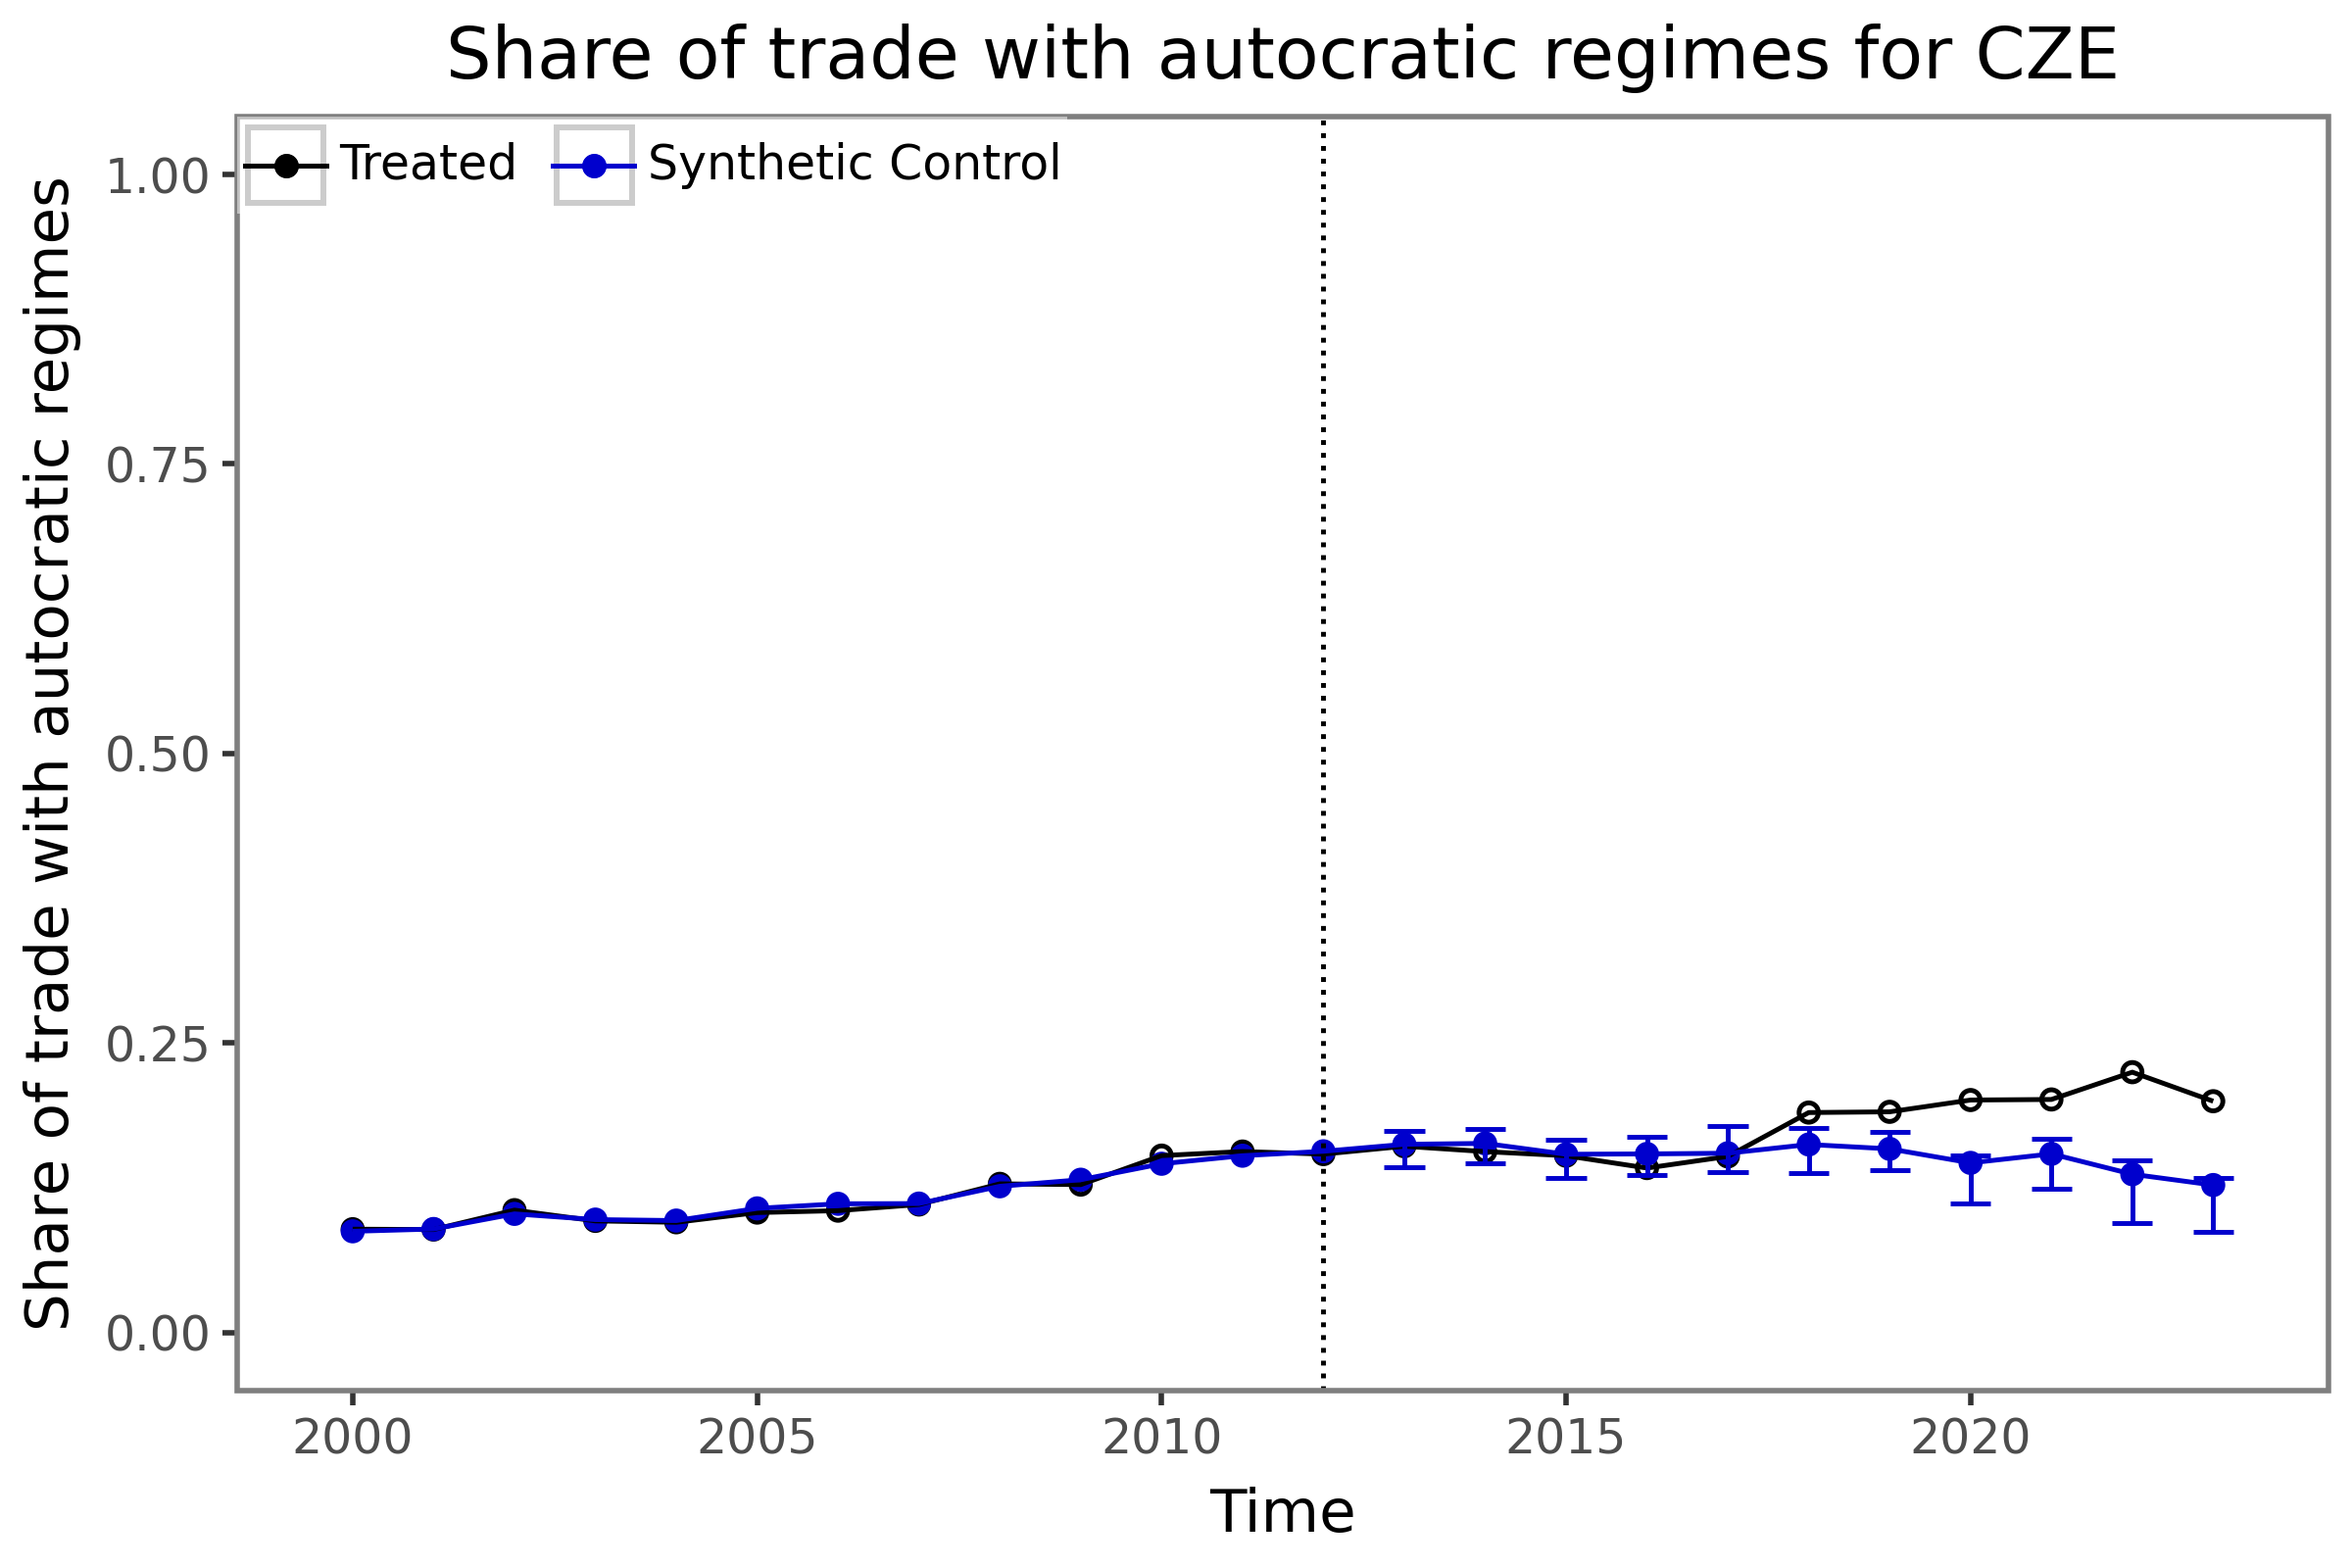 Share of trade with autocratic regimes for CZE
Treated
Synthetic Control
Share of trade with autocratic regimes
1.00
0.75
0.50
0.25
0.00
2000 2005 2010 2015 2020
Time